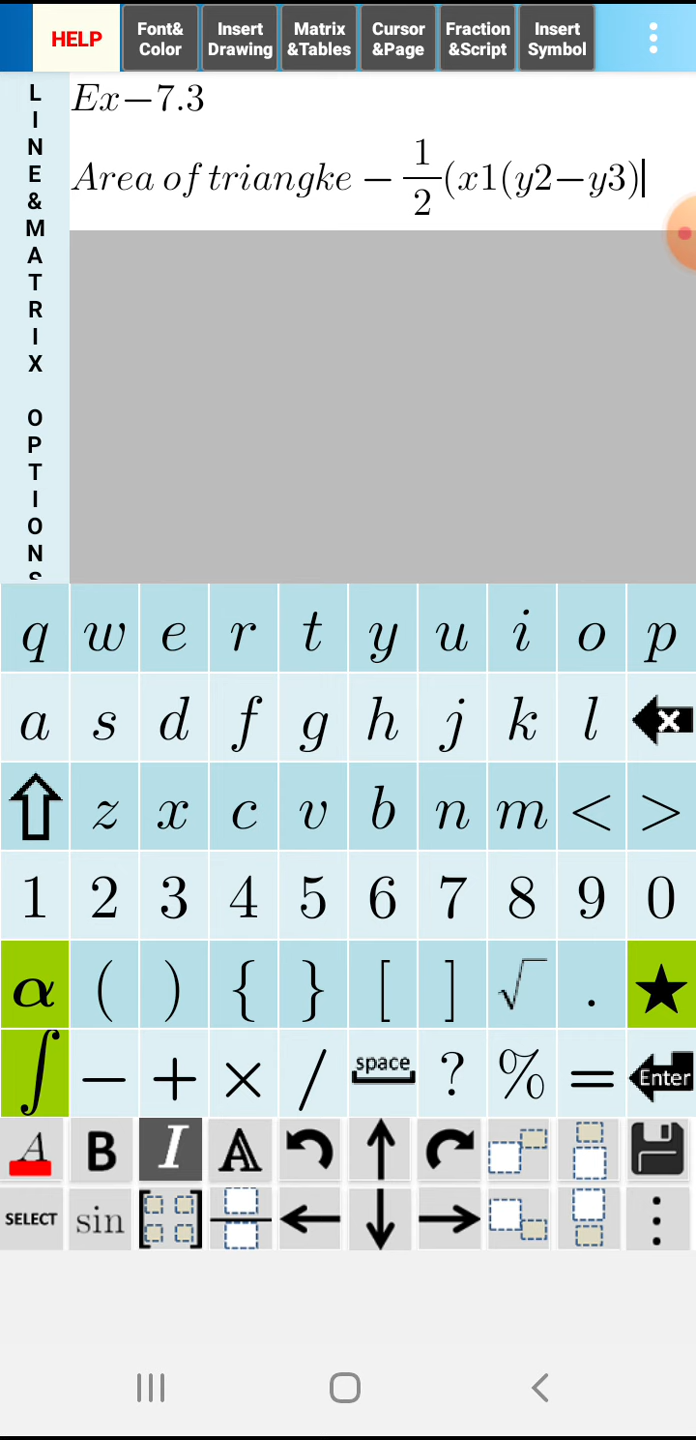 HELP Font& Color Insert Drawing Matrix &Tables Cursor &Page Fraction &Script Insert Symbol
LINE&MATRIX OPTIONS
Ex−7.3
Area of triangke − 1/2(x1(y2−y3)
q w e r t y u i o p
a s d f g h j k l
z x c v b n m < >
1 2 3 4 5 6 7 8 9 0
α ( ) { } [ ] √ . ★
∫ − + × / space ? % = Enter
A B I A
SELECT sin